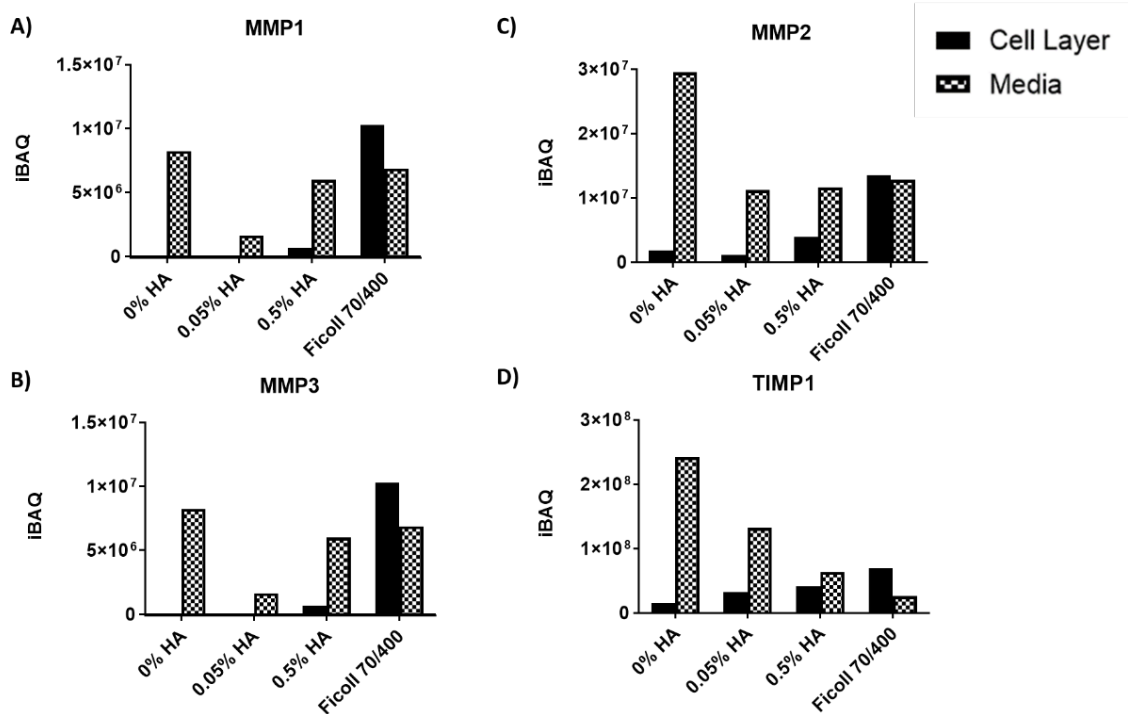 A)
MMP1
1.5×10⁷
1×10⁷
5×10⁶
0
iBAQ
0% HA
0.05% HA
0.5% HA
Ficoll 70/400
C)
MMP2
3×10⁷
2×10⁷
1×10⁷
0
iBAQ
0% HA
0.05% HA
0.5% HA
Ficoll 70/400
Cell Layer
Media
B)
MMP3
1.5×10⁷
1×10⁷
5×10⁶
0
iBAQ
0% HA
0.05% HA
0.5% HA
Ficoll 70/400
D)
TIMP1
3×10⁸
2×10⁸
1×10⁸
0
iBAQ
0% HA
0.05% HA
0.5% HA
Ficoll 70/400